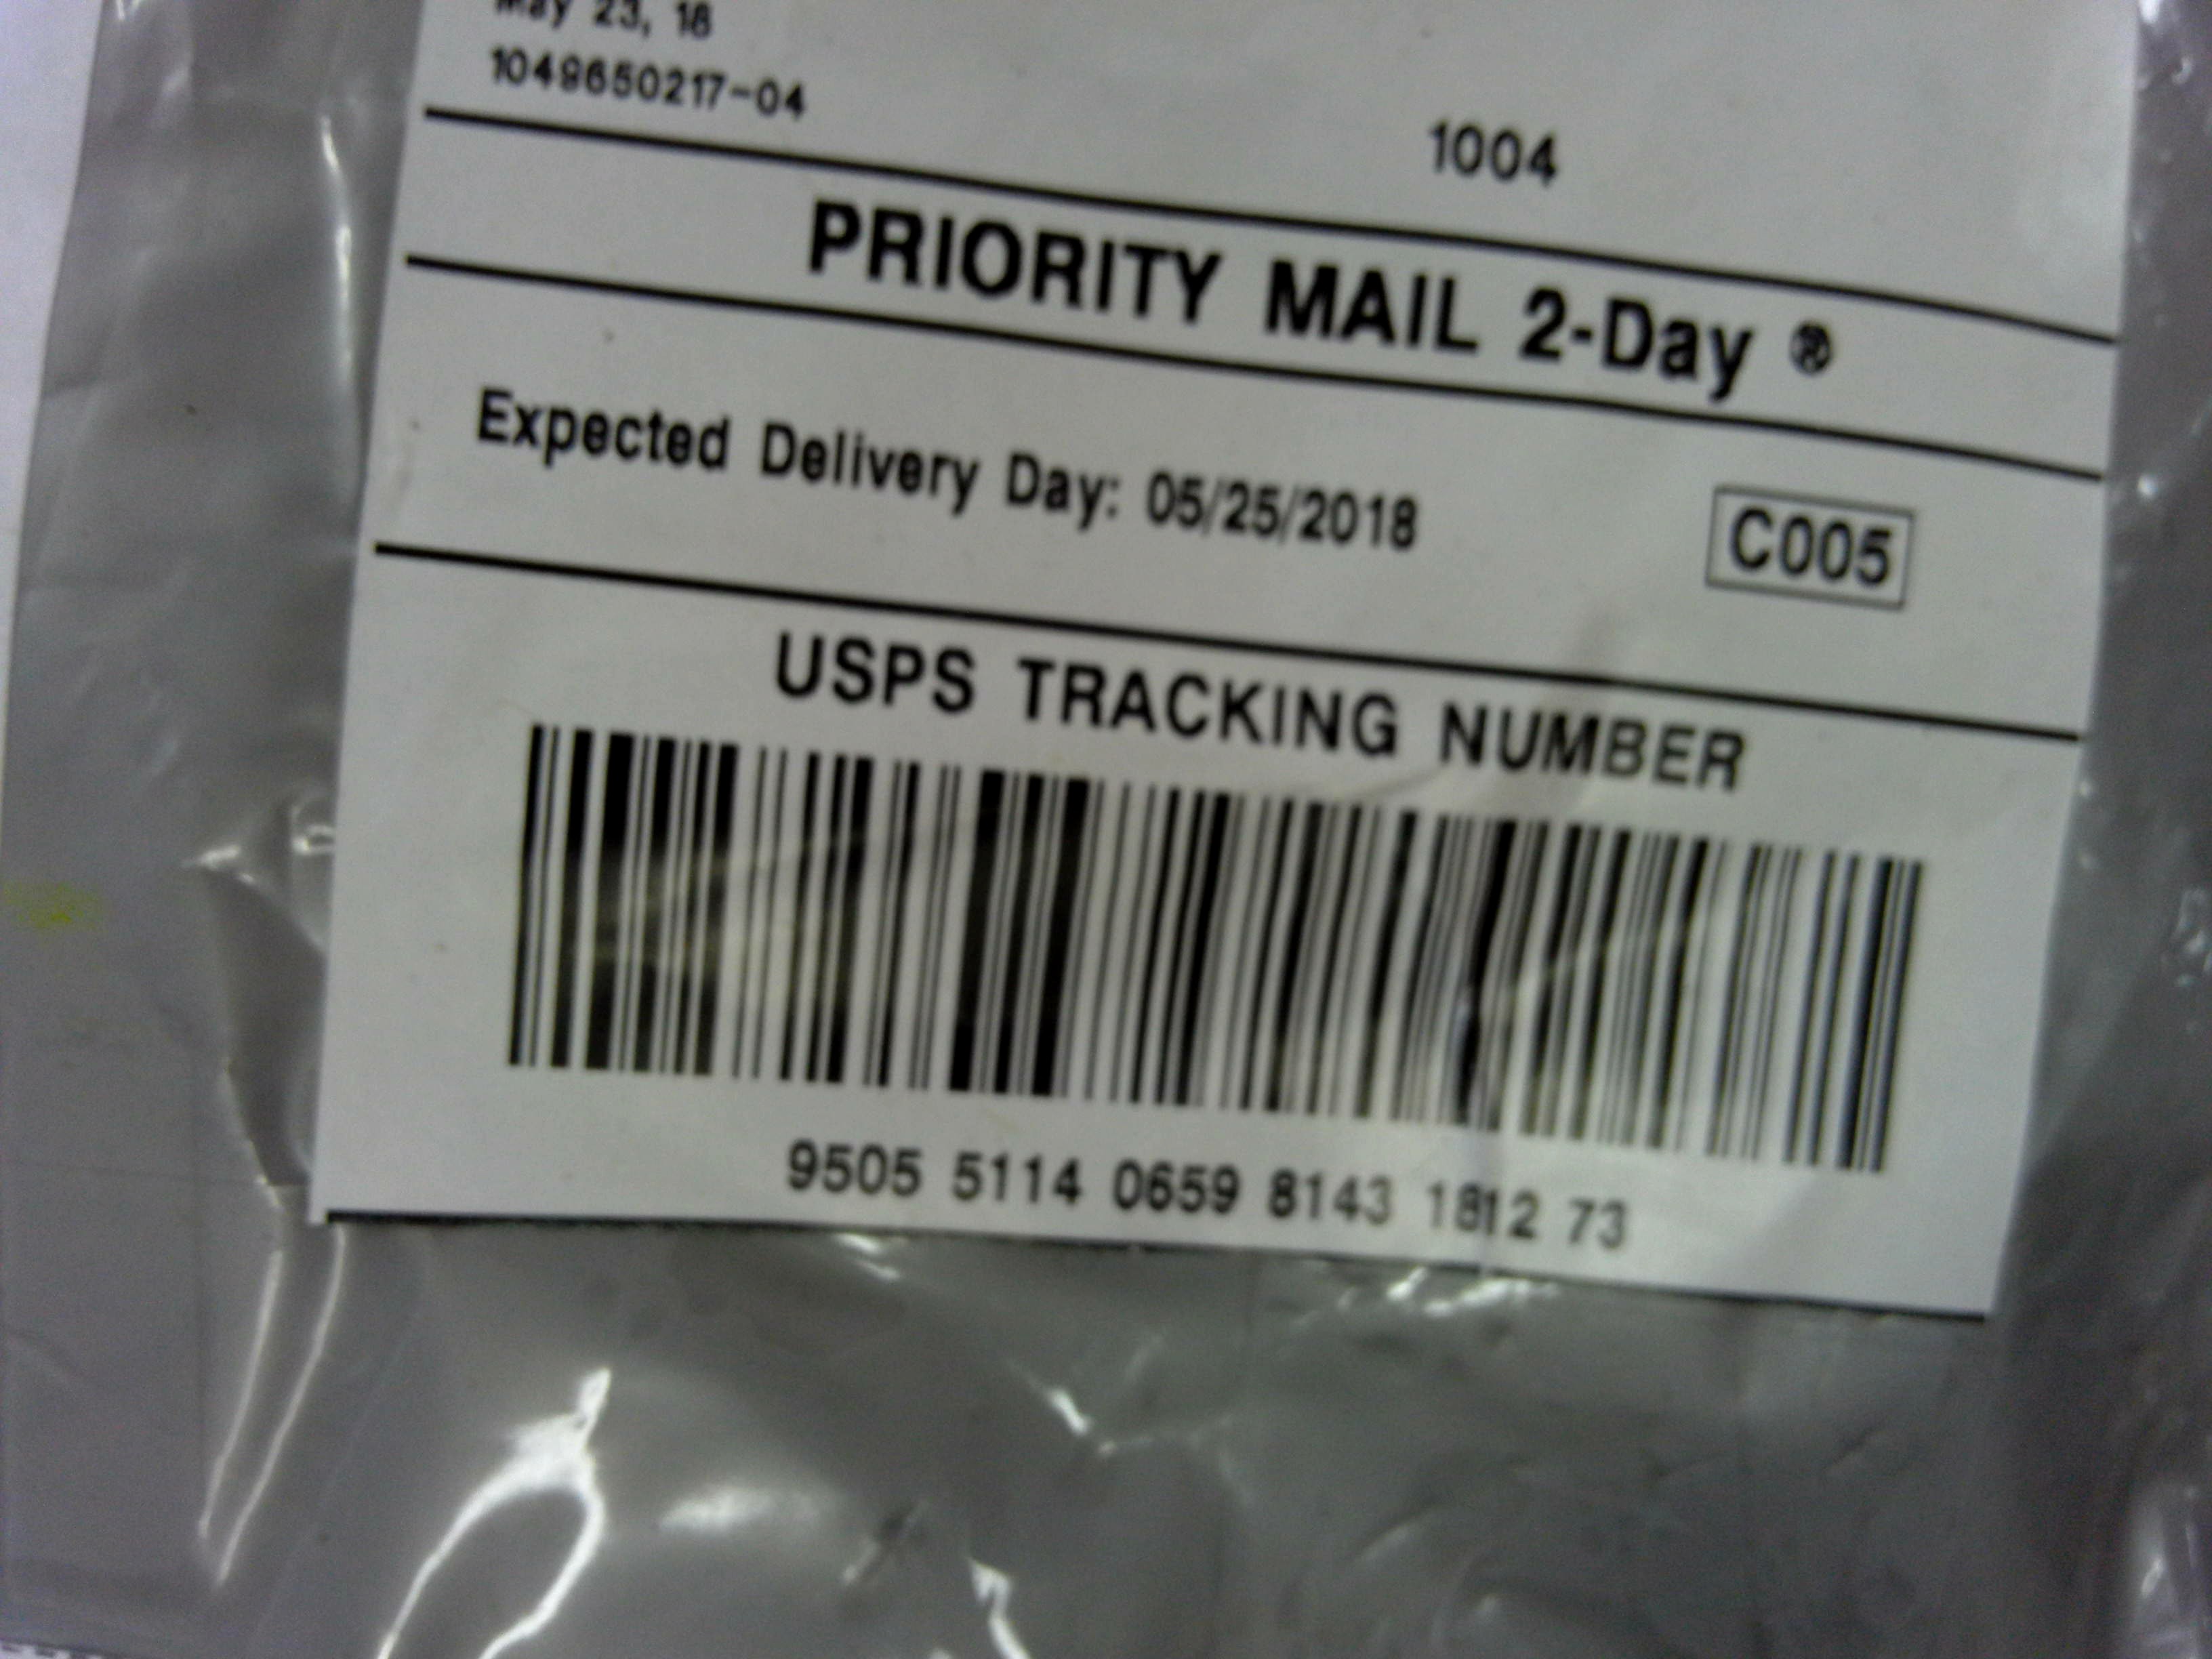 May 23, 18
1049650217-04
1004
PRIORITY MAIL 2-Day ®
Expected Delivery Day: 05/25/2018
C005
USPS TRACKING NUMBER
9505 5114 0659 8143 1812 73